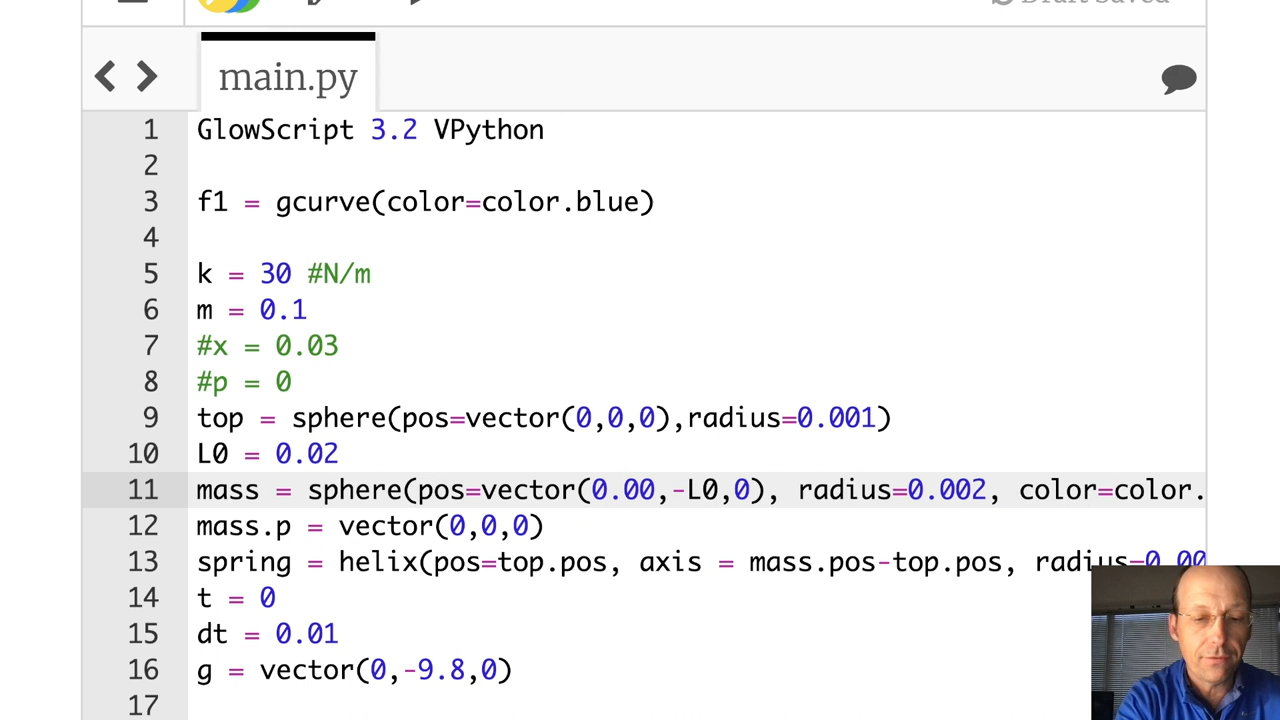 Draft Saved
main.py
1 GlowScript 3.2 VPython
2
3 f1 = gcurve(color=color.blue)
4
5 k = 30 #N/m
6 m = 0.1
7 #x = 0.03
8 #p = 0
9 top = sphere(pos=vector(0,0,0),radius=0.001)
10 L0 = 0.02
11 mass = sphere(pos=vector(0.00,-L0,0), radius=0.002, color=color.
12 mass.p = vector(0,0,0)
13 spring = helix(pos=top.pos, axis = mass.pos-top.pos, radius=0.00
14 t = 0
15 dt = 0.01
16 g = vector(0,-9.8,0)
17